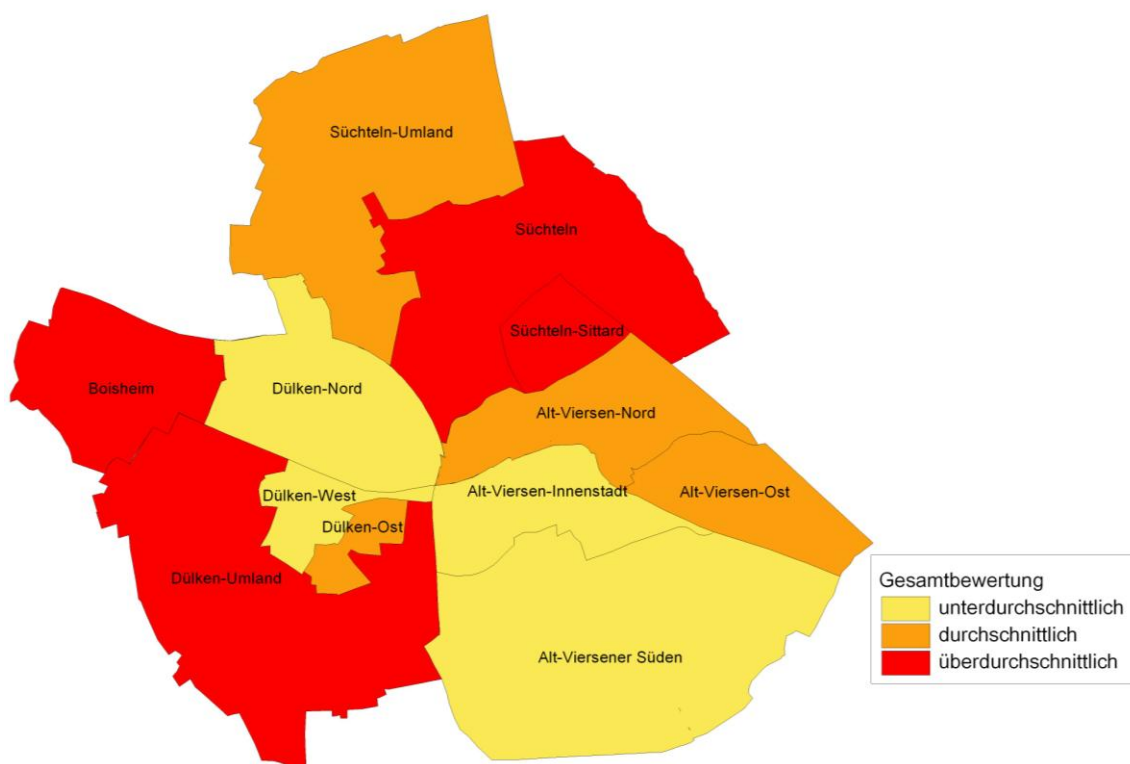 Süchteln-Umland
Süchteln
Süchteln-Sittard
Boisheim
Dülken-Nord
Alt-Viersen-Nord
Dülken-West
Alt-Viersen-Innenstadt
Alt-Viersen-Ost
Dülken-Ost
Dülken-Umland
Alt-Viersener Süden
Gesamtbewertung
unterdurchschnittlich
durchschnittlich
überdurchschnittlich